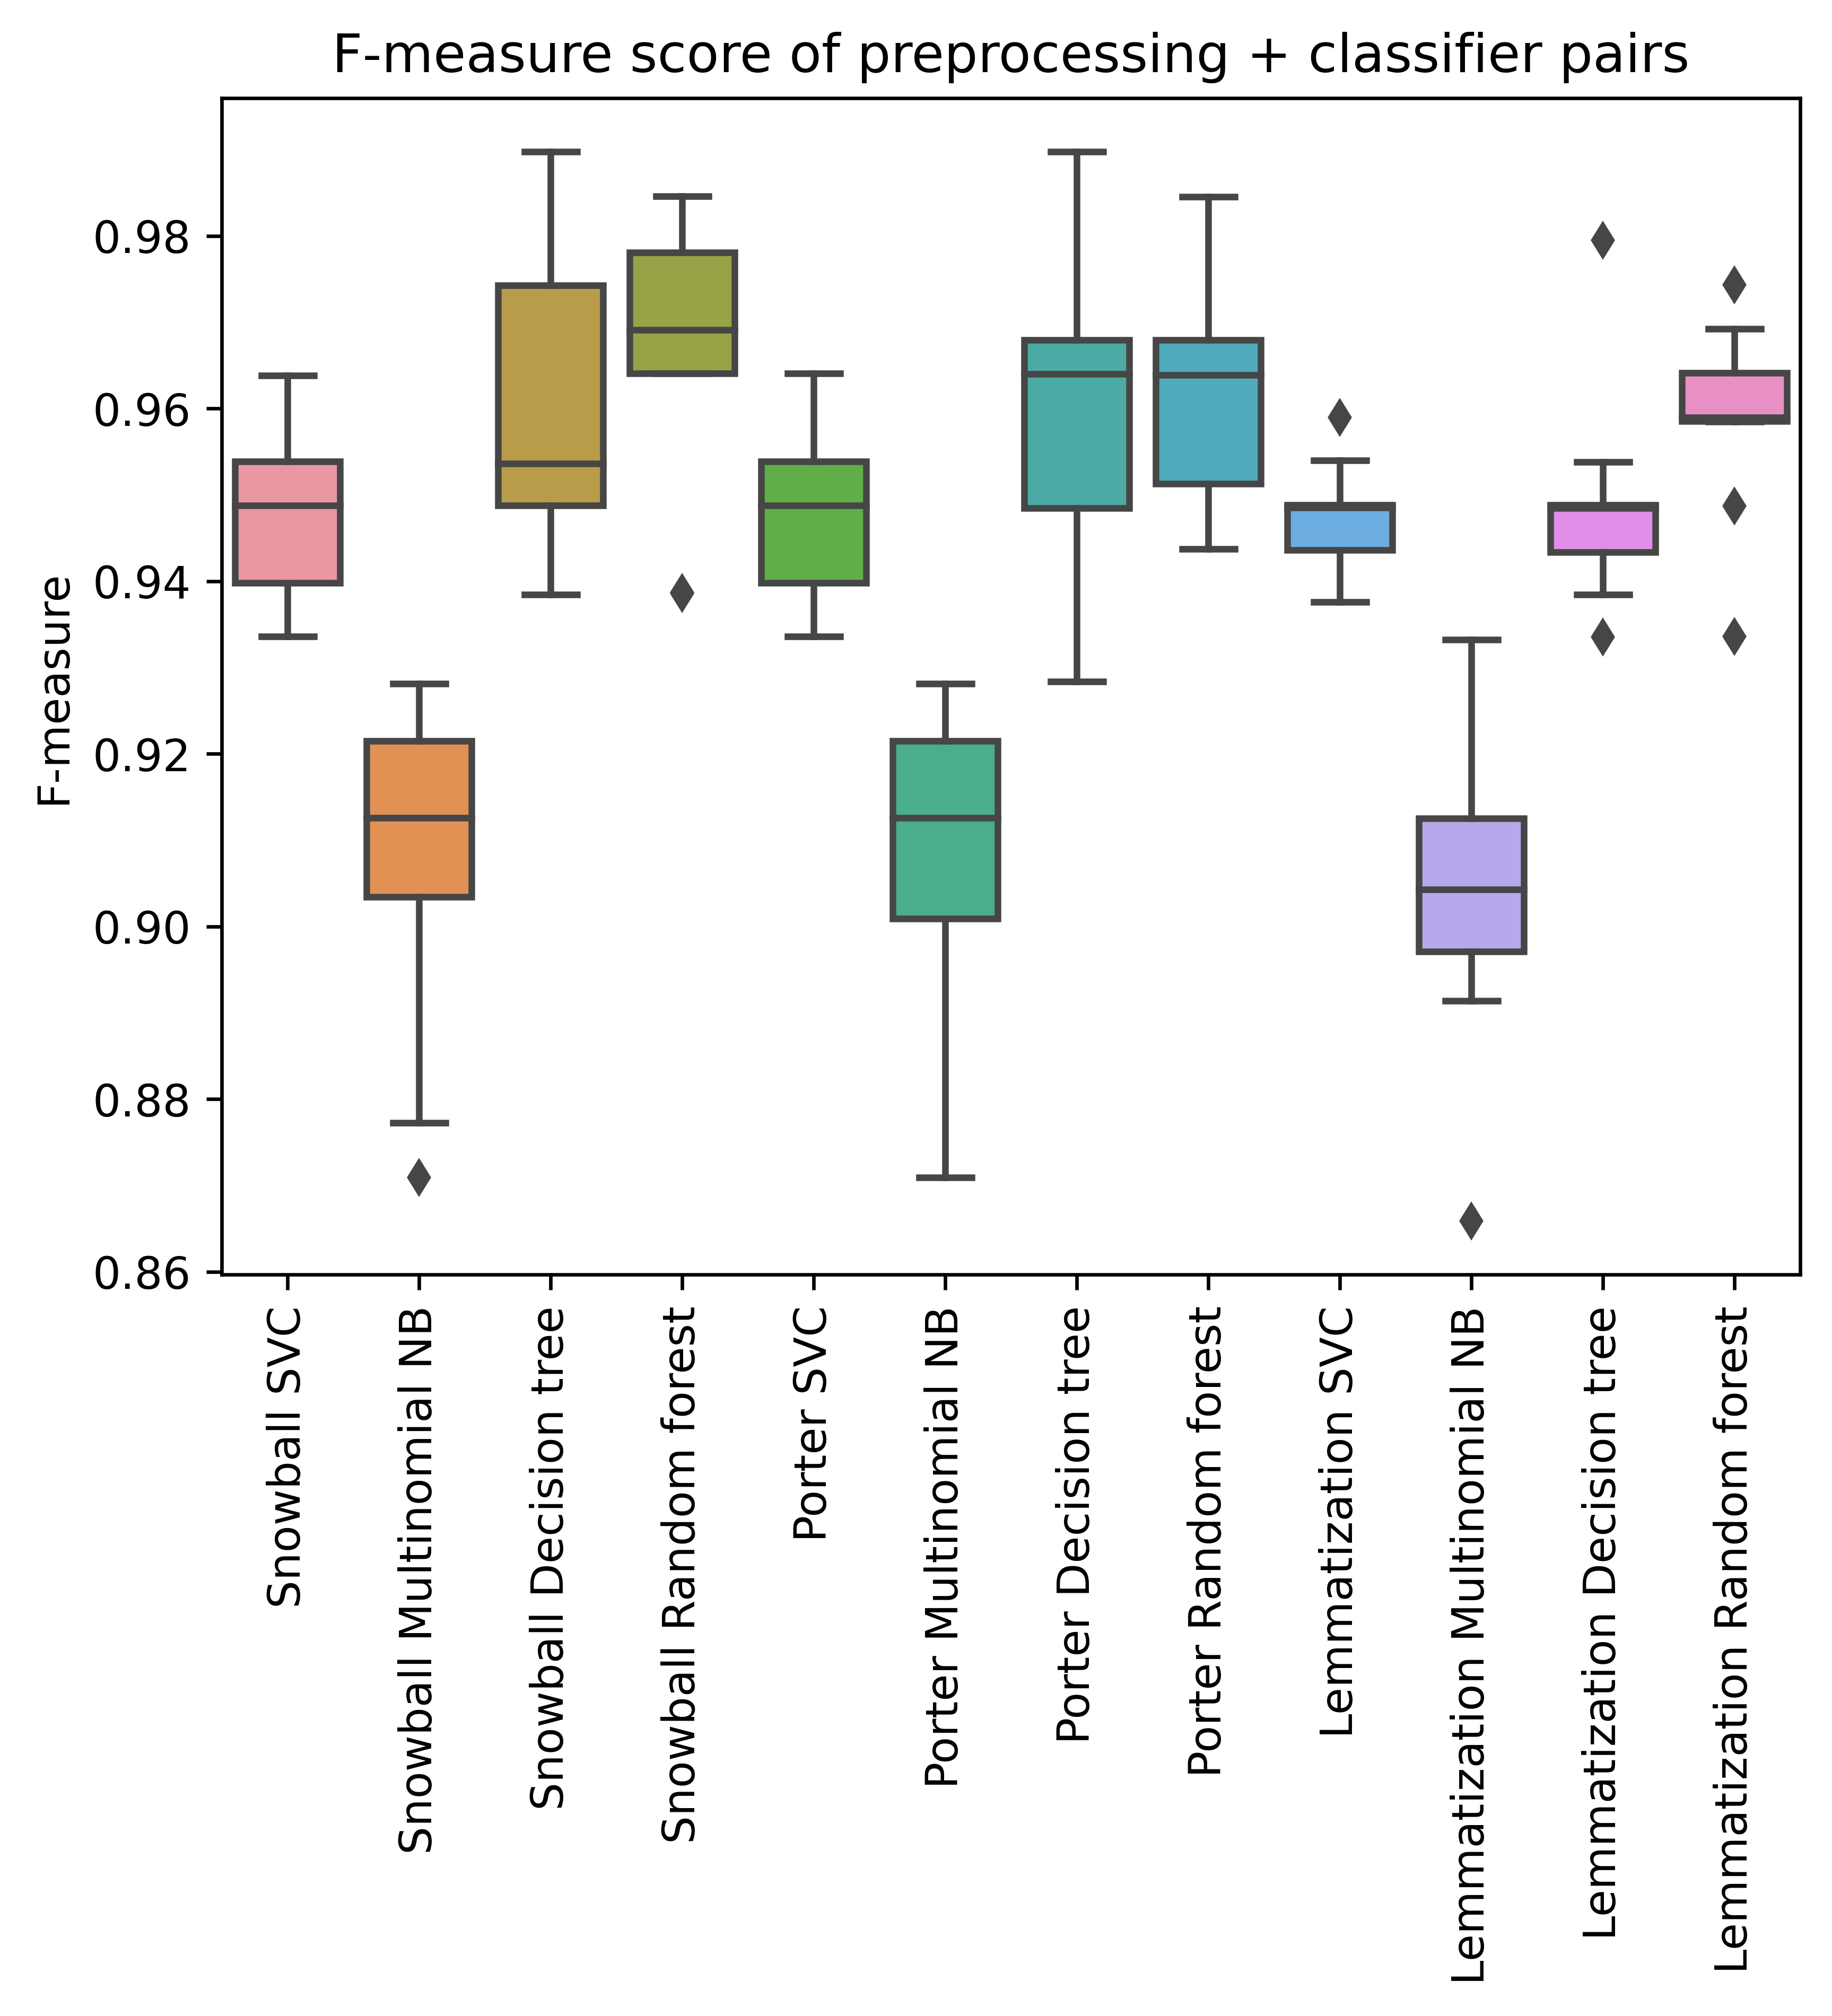 F-measure score of preprocessing + classifier pairs
F-measure
0.98
0.96
0.94
0.92
0.90
0.88
0.86
Snowball SVC
Snowball Multinomial NB
Snowball Decision tree
Snowball Random forest
Porter SVC
Porter Multinomial NB
Porter Decision tree
Porter Random forest
Lemmatization SVC
Lemmatization Multinomial NB
Lemmatization Decision tree
Lemmatization Random forest